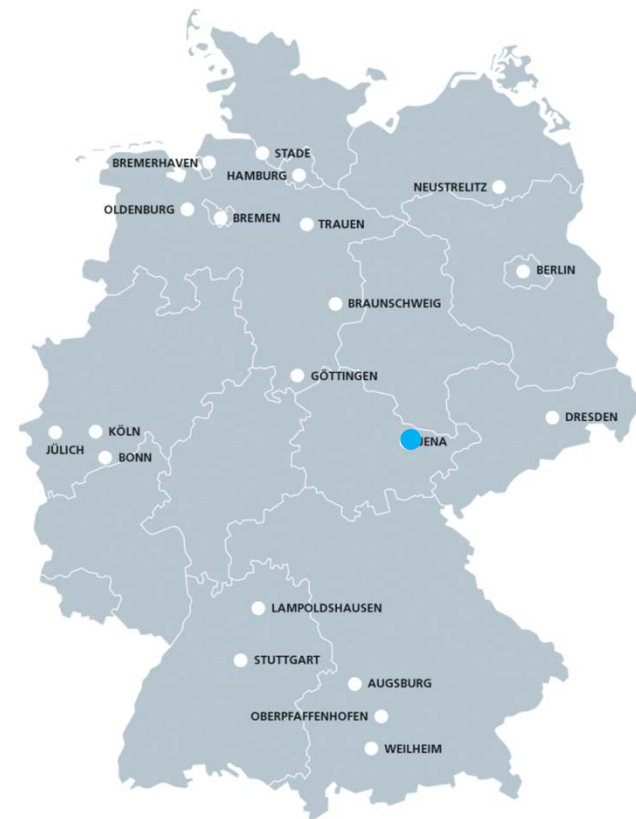 STADE
BREMERHAVEN
HAMBURG
NEUSTRELITZ
OLDENBURG
BREMEN
TRAUEN
BERLIN
BRAUNSCHWEIG
GÖTTINGEN
DRESDEN
KÖLN
JENA
JÜLICH
BONN
LAMPOLDSHAUSEN
STUTTGART
AUGSBURG
OBERPFAFFENHOFEN
WEILHEIM